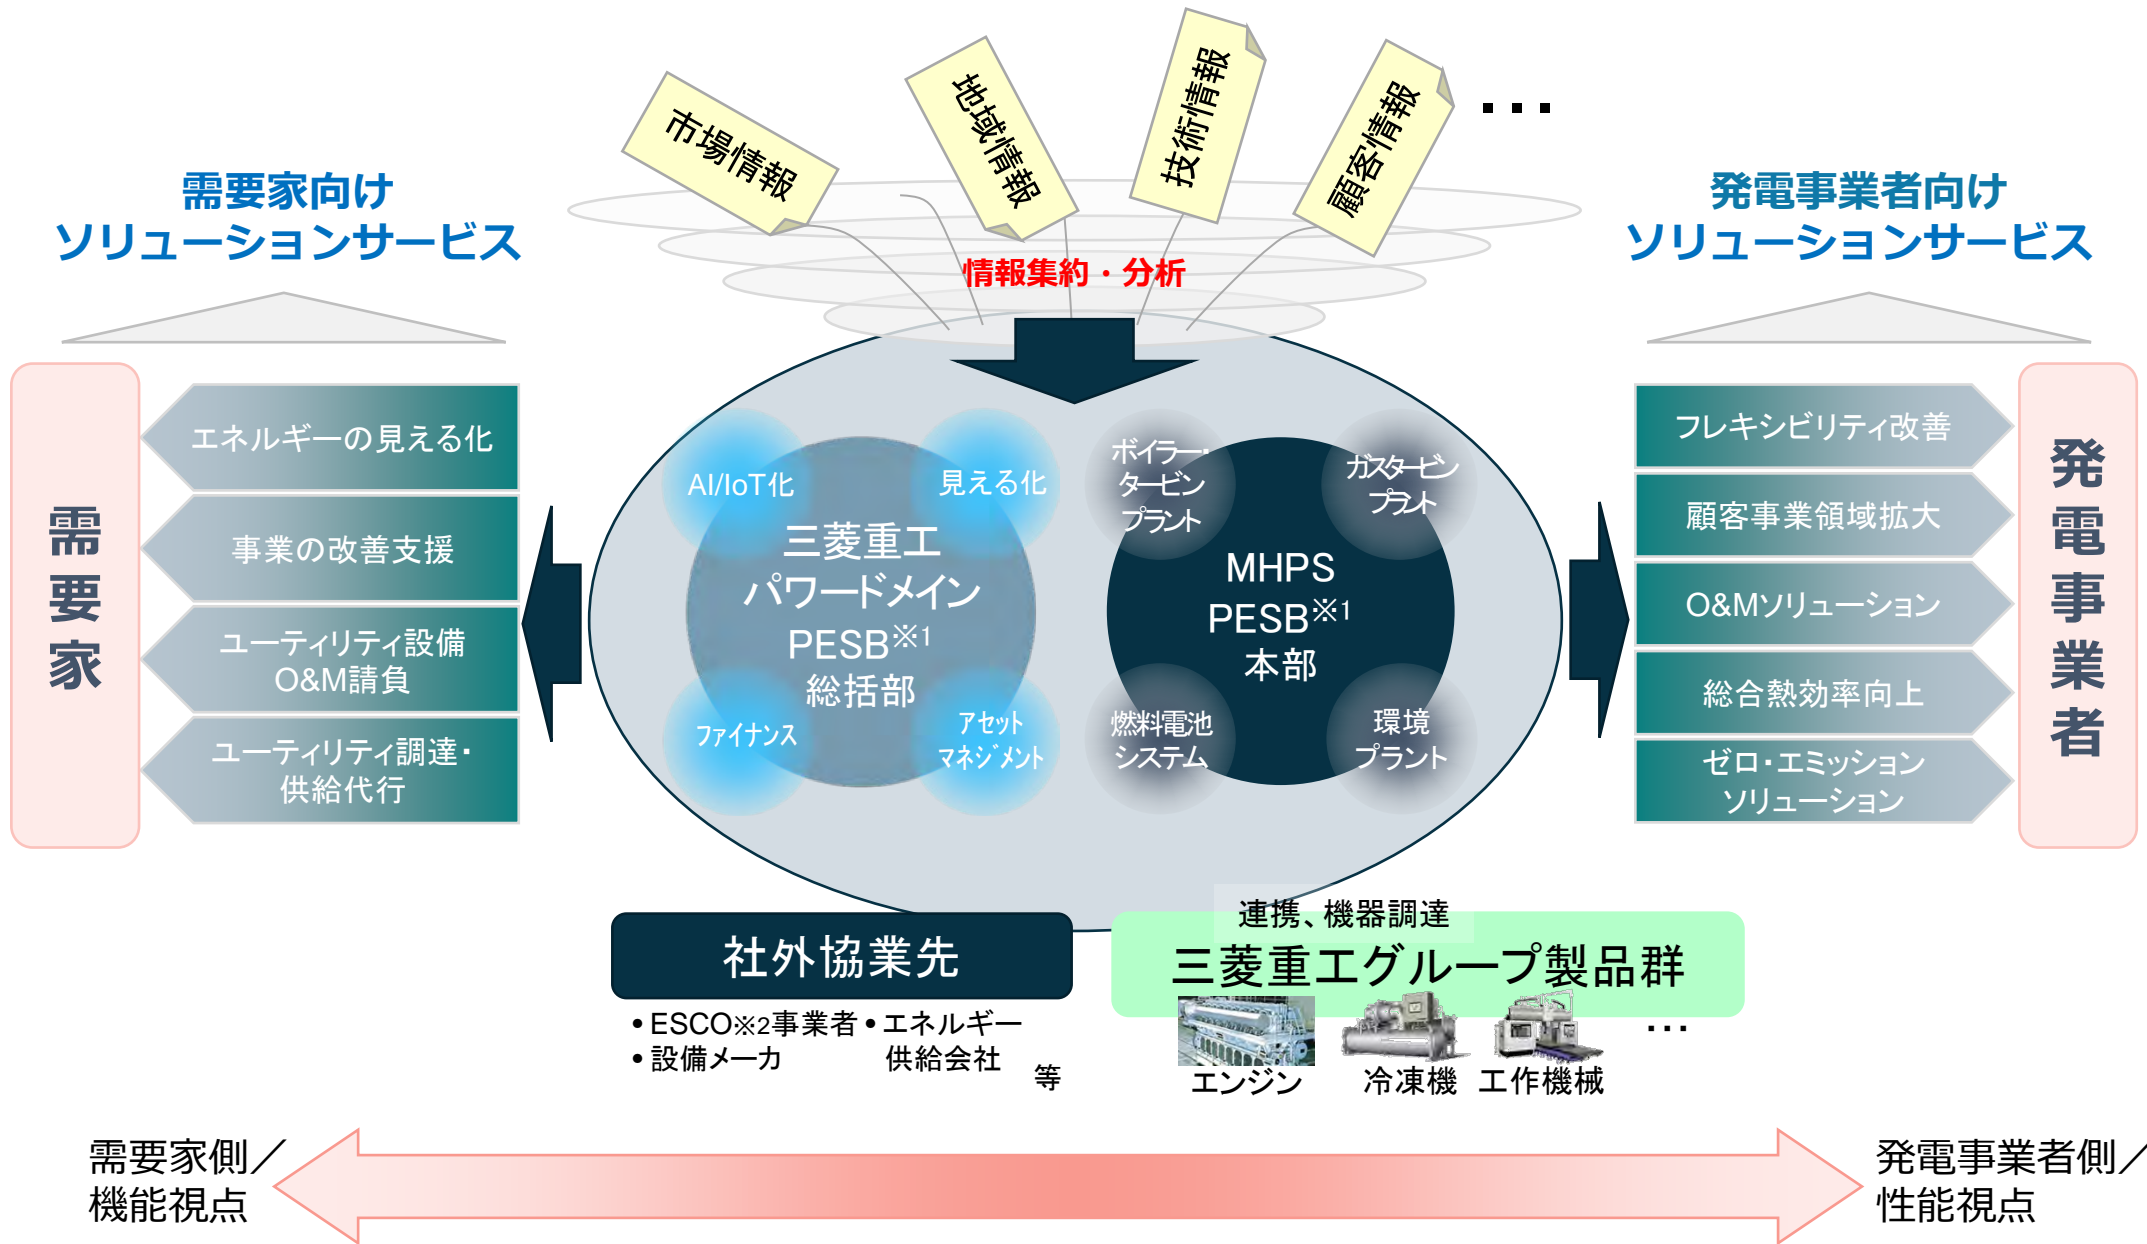 市場情報
地域情報
技術情報
顧客情報
・・・
情報集約・分析
需要家向け
ソリューションサービス
発電事業者向け
ソリューションサービス
需要家
エネルギーの見える化
事業の改善支援
ユーティリティ設備
O&M請負
ユーティリティ調達・
供給代行
AI/IoT化
見える化
三菱重工
パワードメイン
PESB※1
総括部
ファイナンス
アセット
マネジメント
ボイラー・
タービン
プラント
ガスタービン
プラント
MHPS
PESB※1
本部
燃料電池
システム
環境
プラント
フレキシビリティ改善
顧客事業領域拡大
O&Mソリューション
総合熱効率向上
ゼロ・エミッション
ソリューション
発電事業者
社外協業先
• ESCO※2事業者
• 設備メーカ
• エネルギー
供給会社
等
連携、機器調達
三菱重工グループ製品群
エンジン
冷凍機
工作機械
…
需要家側／
機能視点
発電事業者側／
性能視点